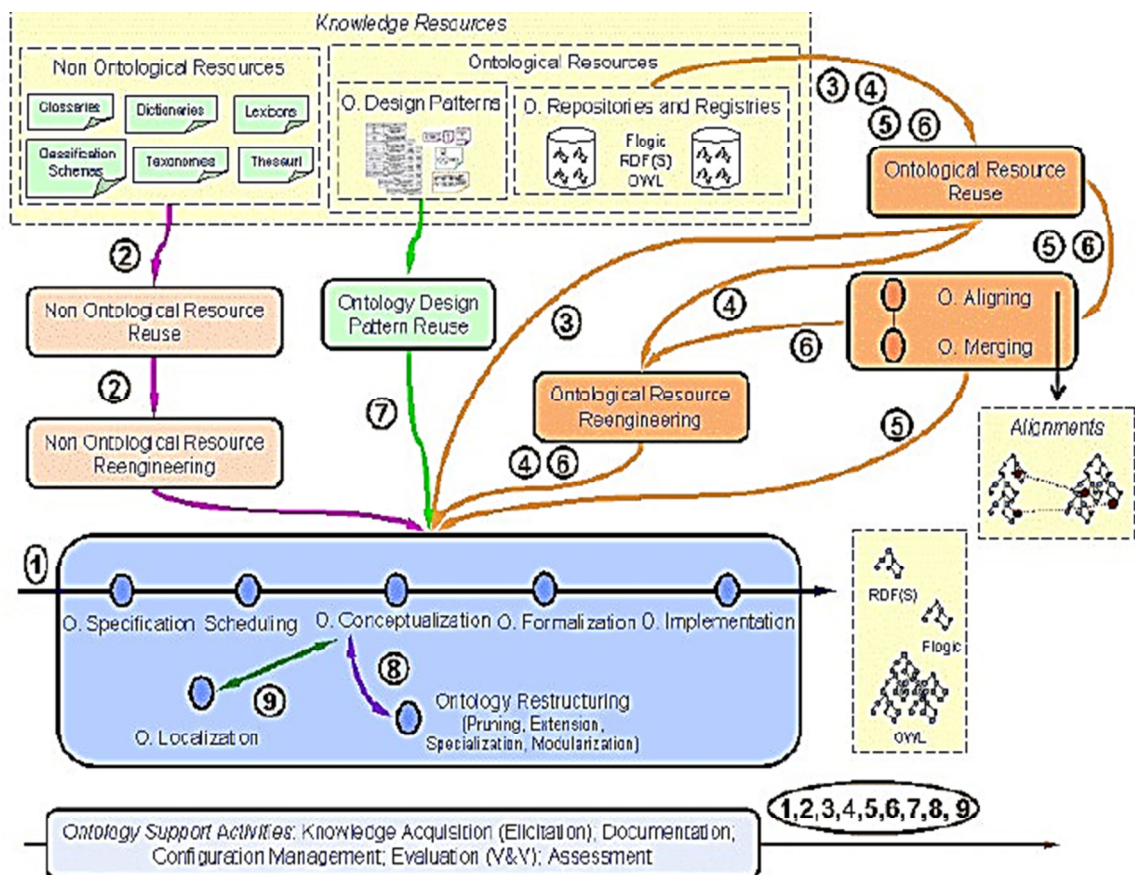 Knowledge Resources
Non Ontological Resources
Glossaries
Dictionaries
Lexicons
Classification
Schemas
Taxonomies
Thesauri
Ontological Resources
O. Design Patterns
O. Repositories and Registries
Flogic
RDF(S)
OWL
3 4
5 6
Ontological Resource
Reuse
5 6
2
Non Ontological Resource
Reuse
2
Non Ontological Resource
Reengineering
Ontology Design
Pattern Reuse
7
3
4
6
O. Aligning
O. Merging
Ontological Resource
Reengineering
4 6
5
Alignments
1
O. Specification
Scheduling
O. Conceptualization
O. Formalization
O. Implementation
8
9
O. Localization
Ontology Restructuring
(Pruning, Extension,
Specialization, Modularization)
RDF(S)
Flogic
OWL
1,2,3,4,5,6,7,8, 9
Ontology Support Activities: Knowledge Acquisition (Elicitation); Documentation;
Configuration Management; Evaluation (V&V); Assessment